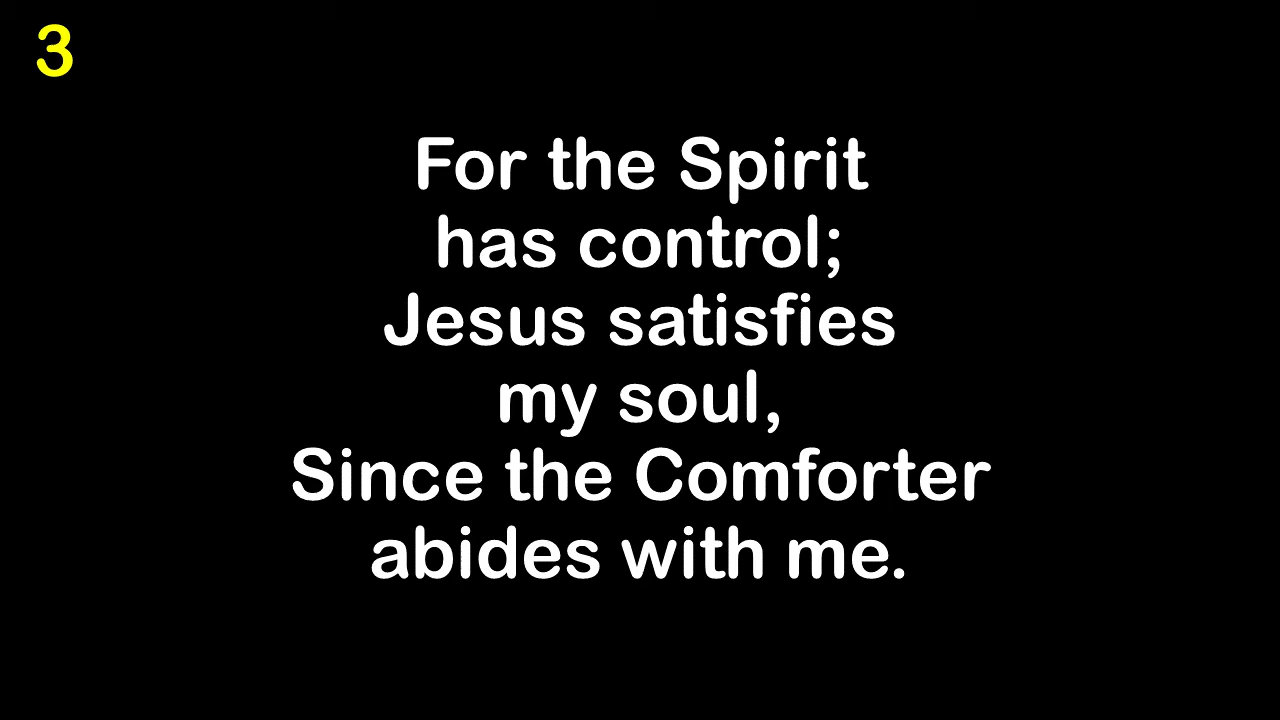 3
For the Spirit
has control;
Jesus satisfies
my soul,
Since the Comforter
abides with me.